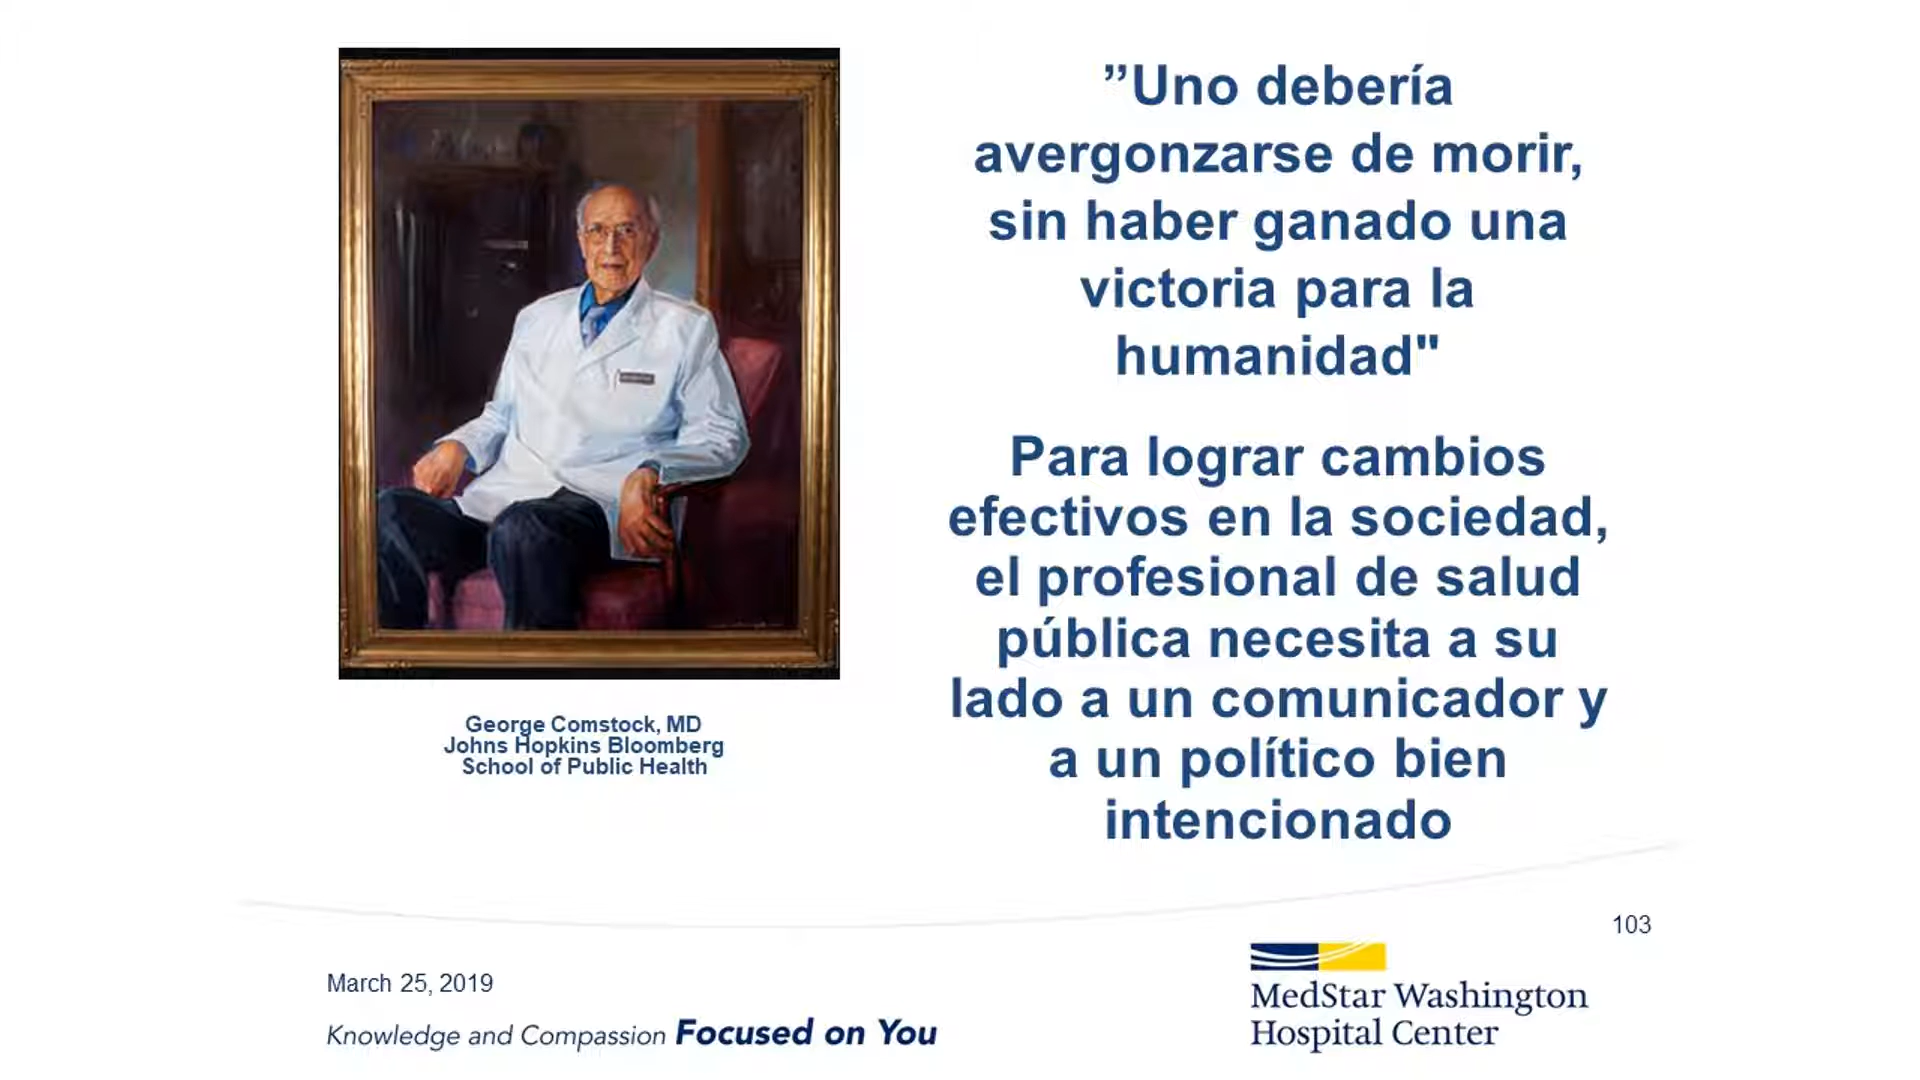 ”Uno debería
avergonzarse de morir,
sin haber ganado una
victoria para la
humanidad"
Para lograr cambios
efectivos en la sociedad,
el profesional de salud
pública necesita a su
lado a un comunicador y
a un político bien
intencionado
George Comstock, MD
Johns Hopkins Bloomberg
School of Public Health
103
March 25, 2019
Knowledge and Compassion Focused on You
MedStar Washington
Hospital Center